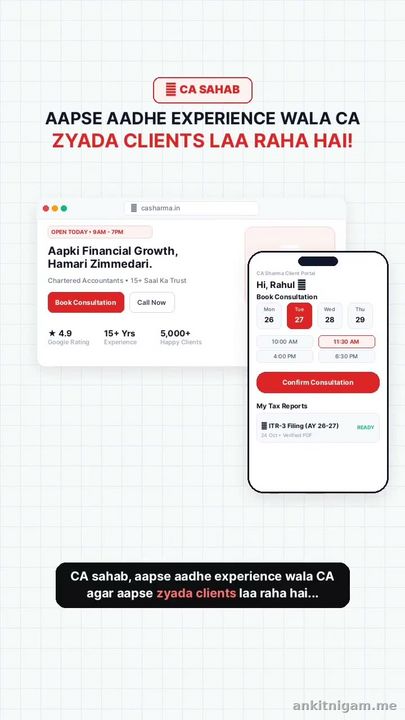 CA SAHAB
AAPSE AADHE EXPERIENCE WALA CA
ZYADA CLIENTS LAA RAHA HAI!
casharma.in
OPEN TODAY • 9AM - 7PM
Aapki Financial Growth,
Hamari Zimmedari.
Chartered Accountants • 15+ Saal Ka Trust
Book Consultation
Call Now
★ 4.9
15+ Yrs
5,000+
Google Rating
Experience
Happy Clients
CA Sharma Client Portal
Hi, Rahul
Book Consultation
Mon Tue Wed Thu
26 27 28 29
10:00 AM 11:30 AM
4:00 PM 6:30 PM
Confirm Consultation
My Tax Reports
ITR-3 Filing (AY 26-27)
READY
24 Oct • Verified PDF
CA sahab, aapse aadhe experience wala CA
agar aapse zyada clients laa raha hai...
ankitnigam.me